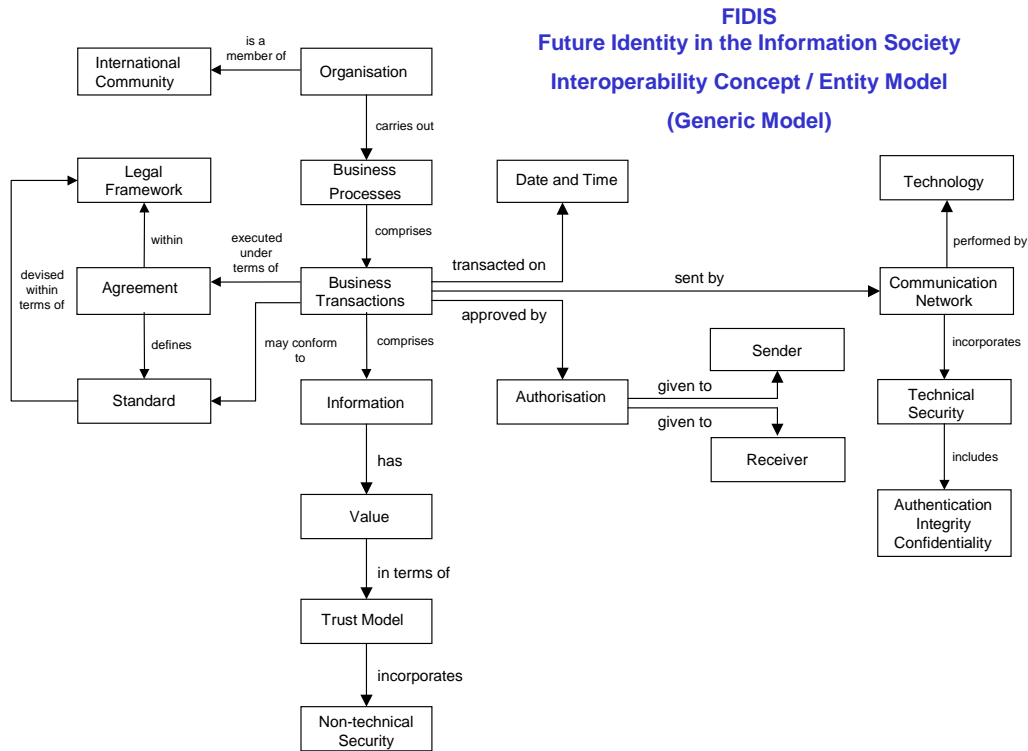 FIDIS
Future Identity in the Information Society
Interoperability Concept / Entity Model
(Generic Model)
is a
member of
International
Community
Organisation
carries out
Legal
Framework
Business
Processes
Date and Time
Technology
within
executed
under
terms of
comprises
performed by
devised
within
terms of
transacted on
Agreement
Business
Transactions
sent by
Communication
Network
approved by
defines
may conform
to
comprises
incorporates
Sender
Standard
Information
Authorisation
given to
given to
Technical
Security
Receiver
has
includes
Value
Authentication
Integrity
Confidentiality
in terms of
Trust Model
incorporates
Non-technical
Security